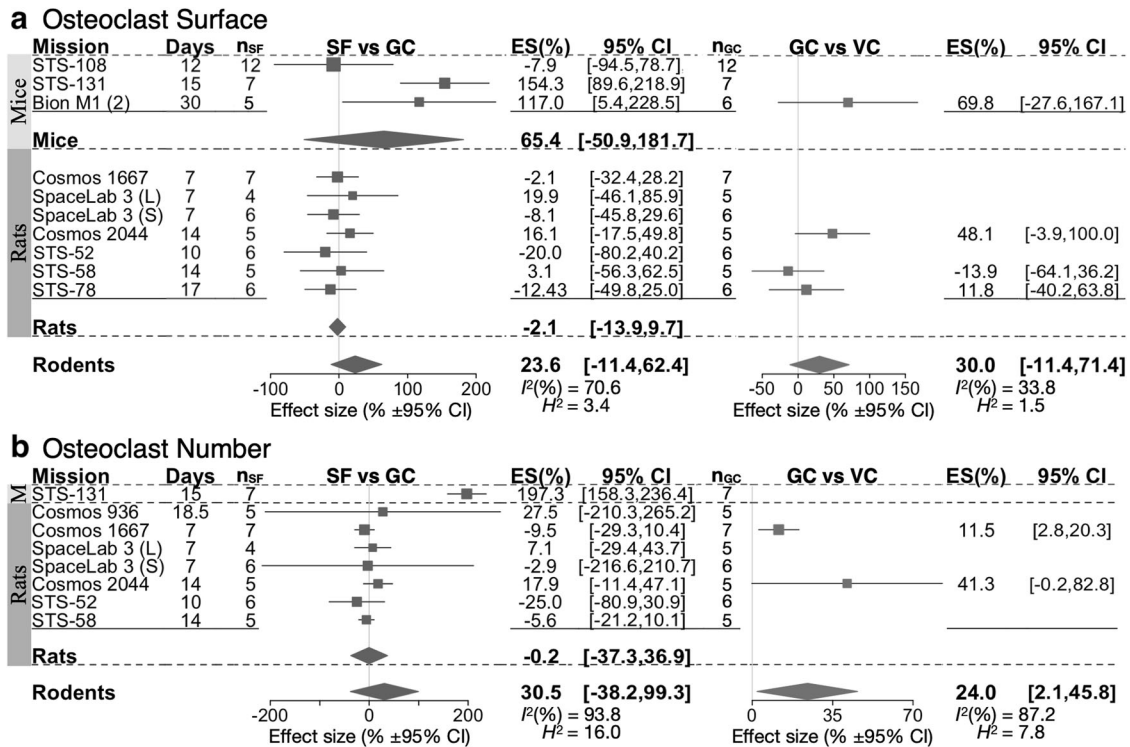 a Osteoclast Surface
Mission Days nSF SF vs GC ES(%) 95% CI nGC GC vs VC ES(%) 95% CI
Mice
STS-108 12 12 -7.9 [-94.5,78.7] 12
STS-131 15 7 154.3 [89.6,218.9] 7
Bion M1 (2) 30 5 117.0 [5.4,228.5] 6 69.8 [-27.6,167.1]
Mice 65.4 [-50.9,181.7]
Rats
Cosmos 1667 7 7 -2.1 [-32.4,28.2] 7
SpaceLab 3 (L) 7 4 19.9 [-46.1,85.9] 5
SpaceLab 3 (S) 7 6 -8.1 [-45.8,29.6] 6
Cosmos 2044 14 5 16.1 [-17.5,49.8] 5 48.1 [-3.9,100.0]
STS-52 10 6 -20.0 [-80.2,40.2] 6
STS-58 14 5 3.1 [-56.3,62.5] 5 -13.9 [-64.1,36.2]
STS-78 17 6 -12.43 [-49.8,25.0] 6 11.8 [-40.2,63.8]
Rats -2.1 [-13.9,9.7]
Rodents 23.6 [-11.4,62.4] 30.0 [-11.4,71.4]
-100 0 100 200 I²(%) = 70.6 -50 0 50 100 150 I²(%) = 33.8
Effect size (% ±95% CI) H² = 3.4 Effect size (% ±95% CI) H² = 1.5
b Osteoclast Number
Mission Days nSF SF vs GC ES(%) 95% CI nGC GC vs VC ES(%) 95% CI
M
STS-131 15 7 197.3 [158.3,236.4] 7
Rats
Cosmos 936 18.5 5 27.5 [-210.3,265.2] 5
Cosmos 1667 7 7 -9.5 [-29.3,10.4] 7 11.5 [2.8,20.3]
SpaceLab 3 (L) 7 4 7.1 [-29.4,43.7] 5
SpaceLab 3 (S) 7 6 -2.9 [-216.6,210.7] 6
Cosmos 2044 14 5 17.9 [-11.4,47.1] 5 41.3 [-0.2,82.8]
STS-52 10 6 -25.0 [-80.9,30.9] 6
STS-58 14 5 -5.6 [-21.2,10.1] 5
Rats -0.2 [-37.3,36.9]
Rodents 30.5 [-38.2,99.3] 24.0 [2.1,45.8]
-200 0 200 I²(%) = 93.8 0 35 70 I²(%) = 87.2
Effect size (% ±95% CI) H² = 16.0 Effect size (% ±95% CI) H² = 7.8